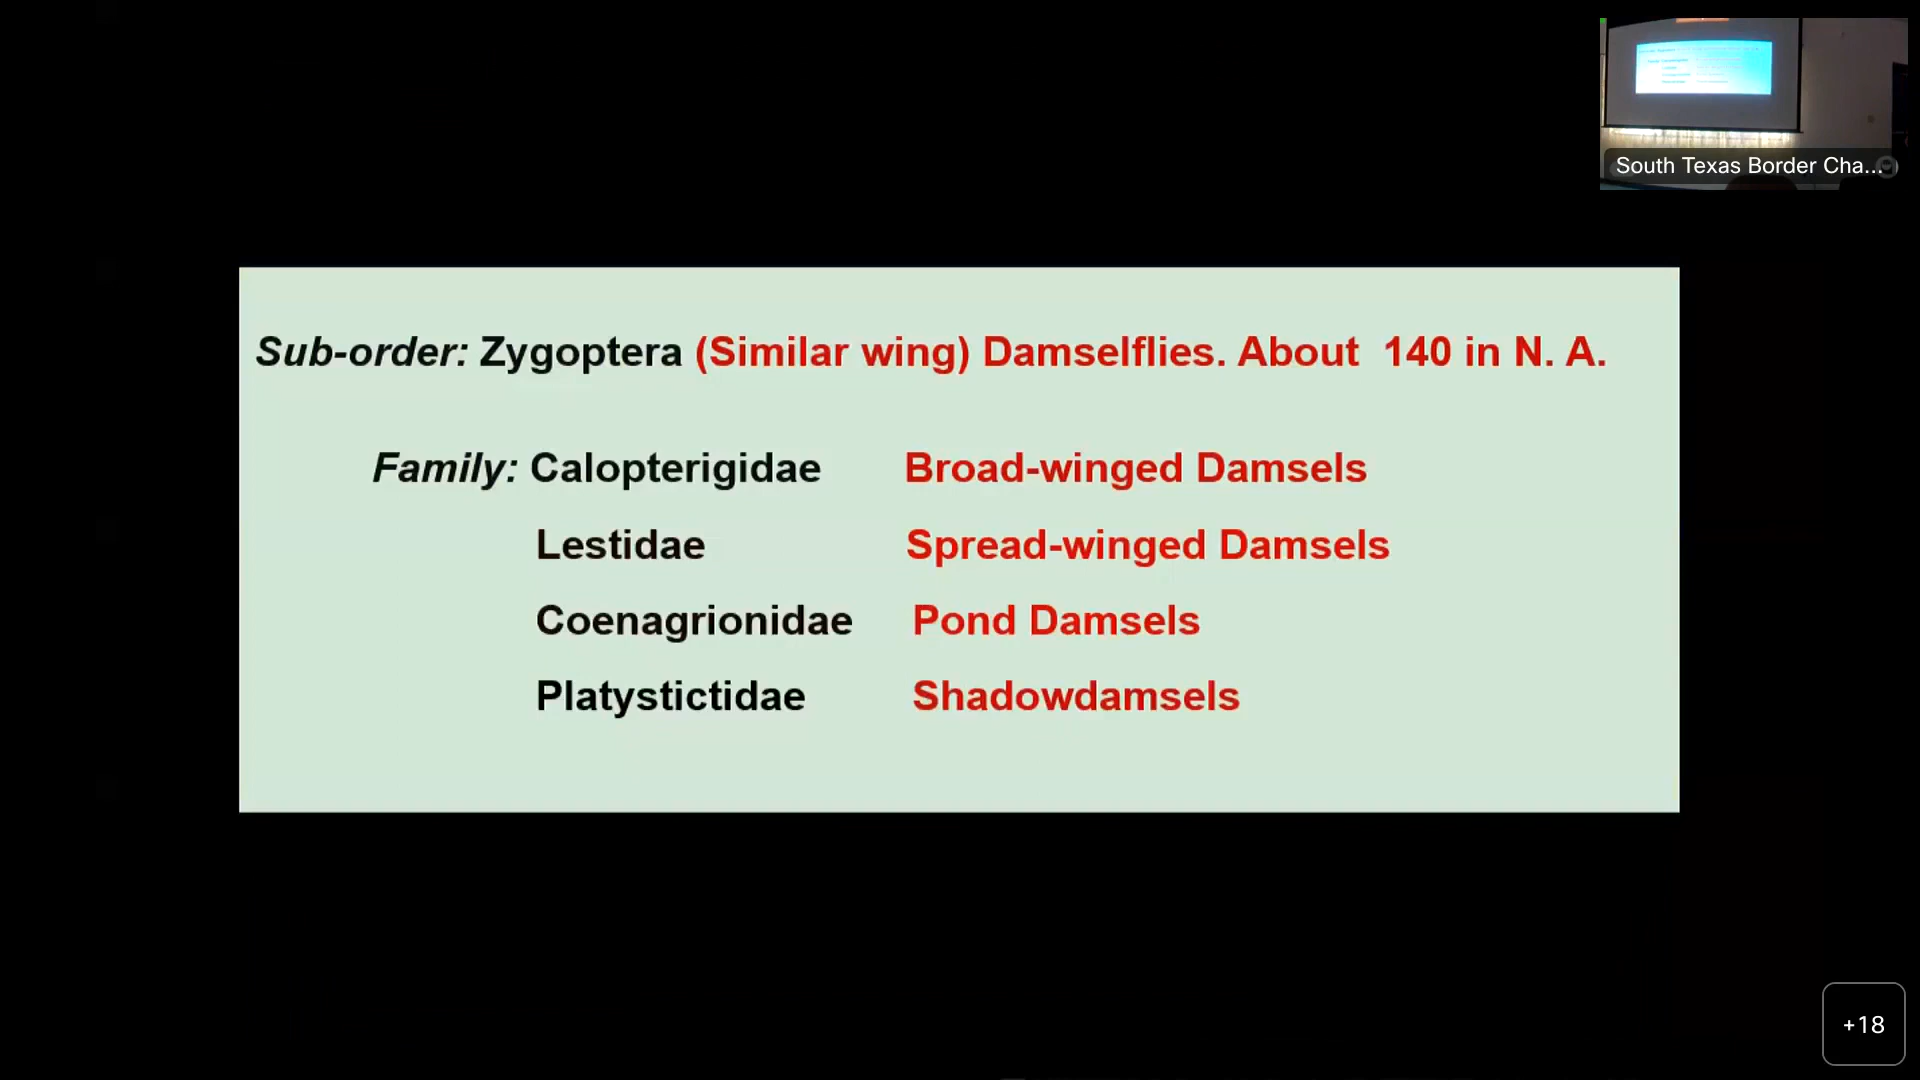 South Texas Border Cha...
Sub-order: Zygoptera (Similar wing) Damselflies. About 140 in N. A.
Family: Calopterigidae Broad-winged Damsels
Lestidae Spread-winged Damsels
Coenagrionidae Pond Damsels
Platystictidae Shadowdamsels
+18